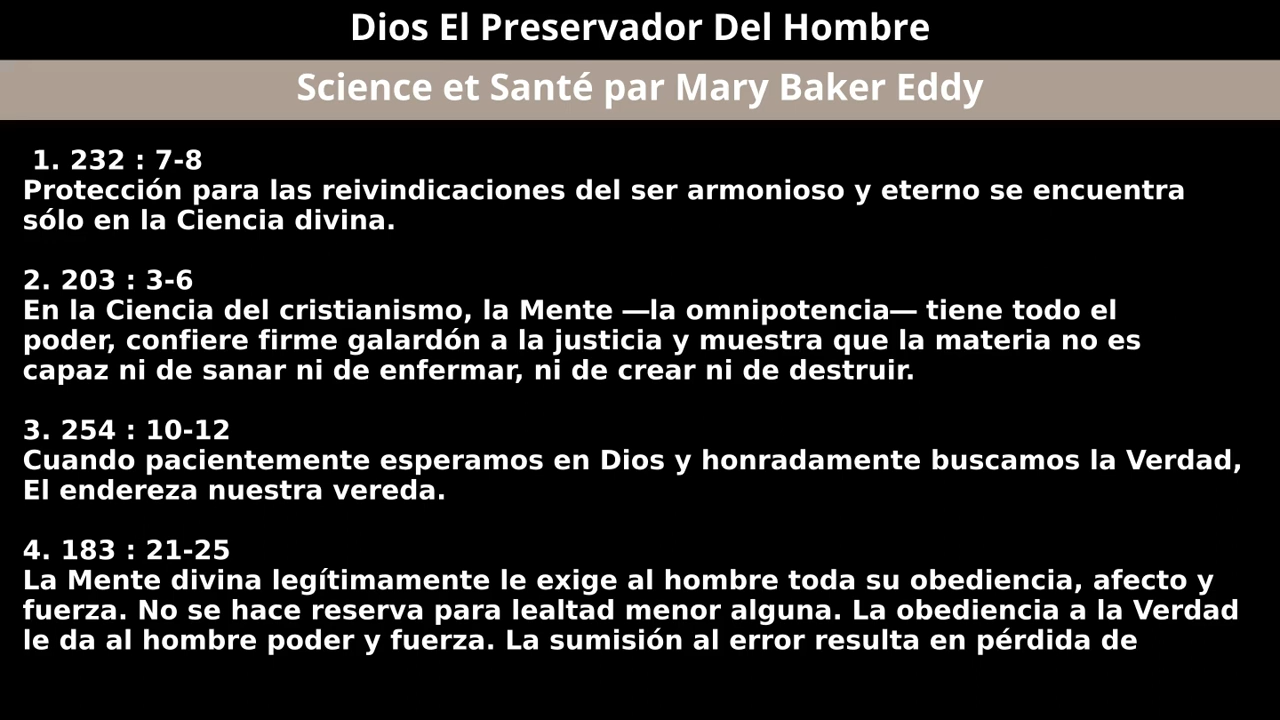 Dios El Preservador Del Hombre
Science et Santé par Mary Baker Eddy
1. 232 : 7-8
Protección para las reivindicaciones del ser armonioso y eterno se encuentra
sólo en la Ciencia divina.
2. 203 : 3-6
En la Ciencia del cristianismo, la Mente —la omnipotencia— tiene todo el
poder, confiere firme galardón a la justicia y muestra que la materia no es
capaz ni de sanar ni de enfermar, ni de crear ni de destruir.
3. 254 : 10-12
Cuando pacientemente esperamos en Dios y honradamente buscamos la Verdad,
El endereza nuestra vereda.
4. 183 : 21-25
La Mente divina legítimamente le exige al hombre toda su obediencia, afecto y
fuerza. No se hace reserva para lealtad menor alguna. La obediencia a la Verdad
le da al hombre poder y fuerza. La sumisión al error resulta en pérdida de